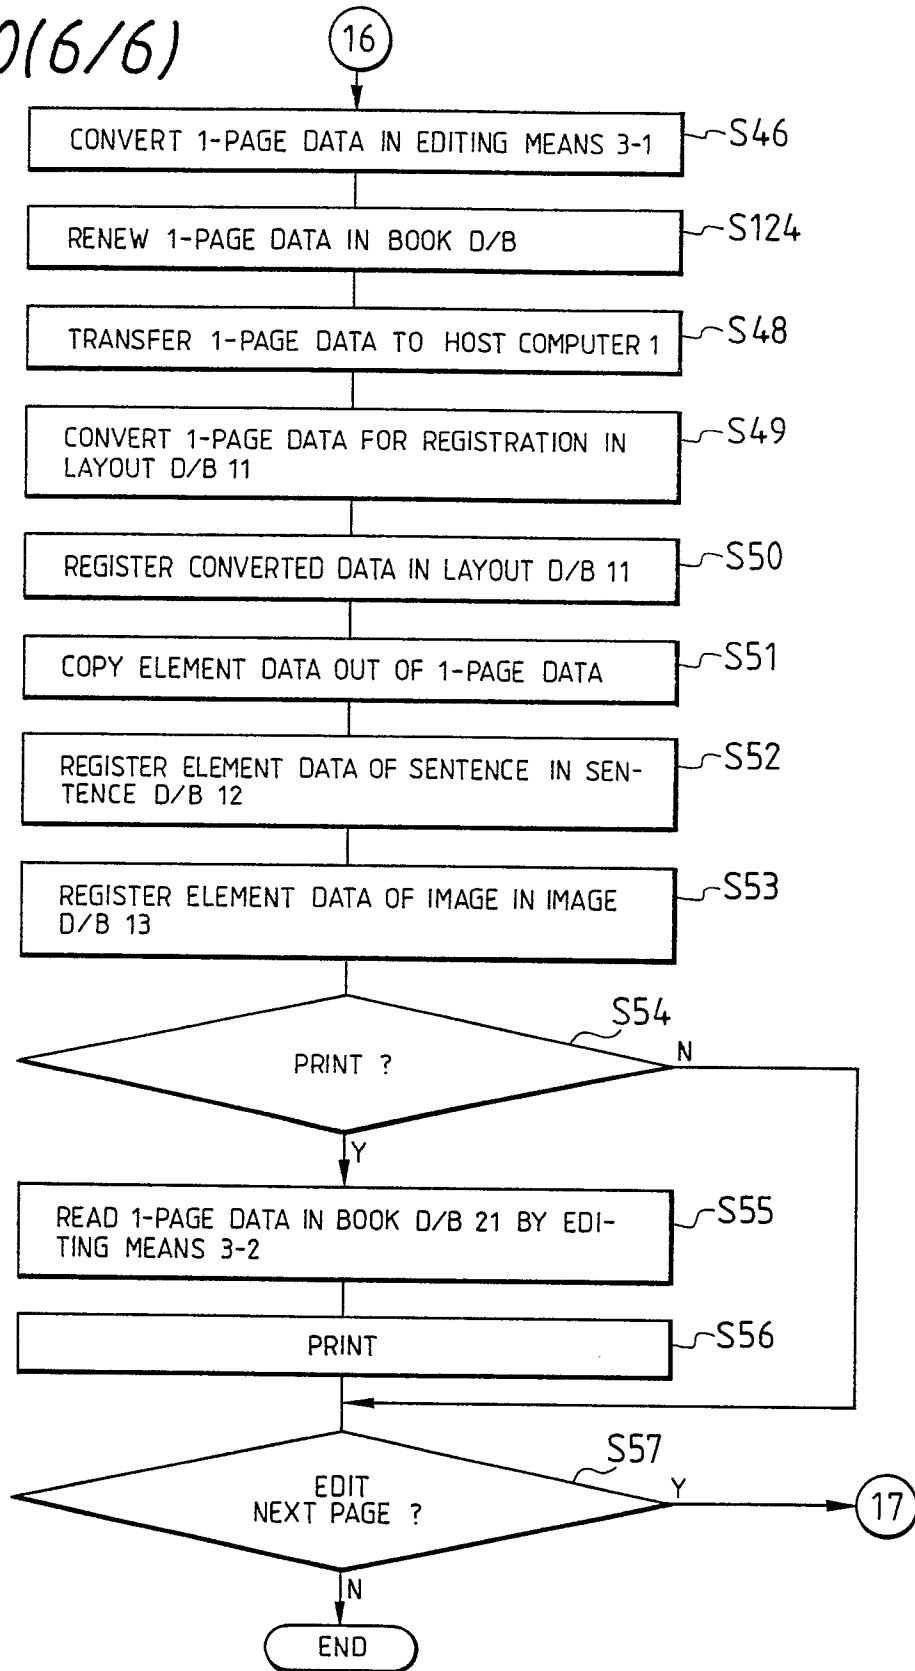 0(6/6)
16
CONVERT 1-PAGE DATA IN EDITING MEANS 3-1
S46
RENEW 1-PAGE DATA IN BOOK D/B
S124
TRANSFER 1-PAGE DATA TO HOST COMPUTER 1
S48
CONVERT 1-PAGE DATA FOR REGISTRATION IN
LAYOUT D/B 11
S49
REGISTER CONVERTED DATA IN LAYOUT D/B 11
S50
COPY ELEMENT DATA OUT OF 1-PAGE DATA
S51
REGISTER ELEMENT DATA OF SENTENCE IN SEN-
TENCE D/B 12
S52
REGISTER ELEMENT DATA OF IMAGE IN IMAGE
D/B 13
S53
S54
PRINT ?
N
Y
READ 1-PAGE DATA IN BOOK D/B 21 BY EDI-
TING MEANS 3-2
S55
PRINT
S56
S57
EDIT
NEXT PAGE ?
Y
17
N
END